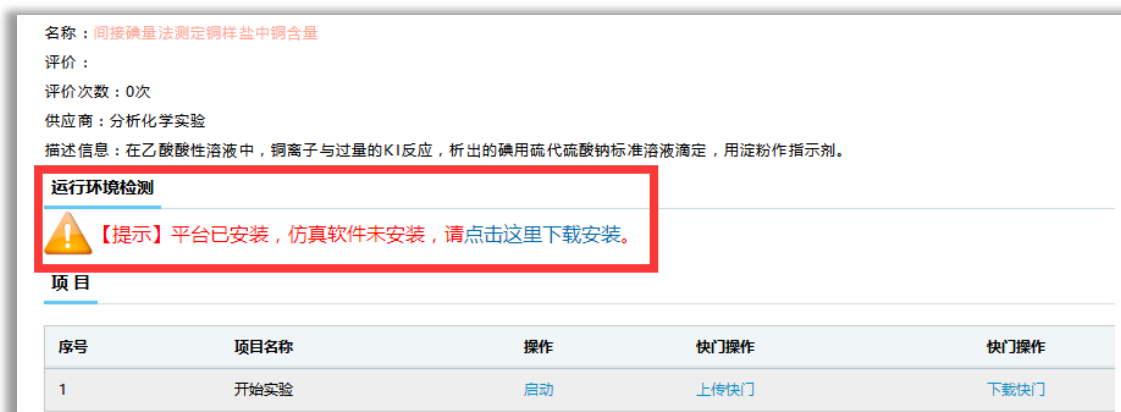 名称：间接碘量法测定铜样盐中铜含量
评价：
评价次数：0次
供应商：分析化学实验
描述信息：在乙酸酸性溶液中，铜离子与过量的KI反应，析出的碘用硫代硫酸钠标准溶液滴定，用淀粉作指示剂。
运行环境检测
【提示】平台已安装，仿真软件未安装，请点击这里下载安装。
项目
序号 项目名称 操作 快门操作 快门操作
1 开始实验 启动 上传快门 下载快门